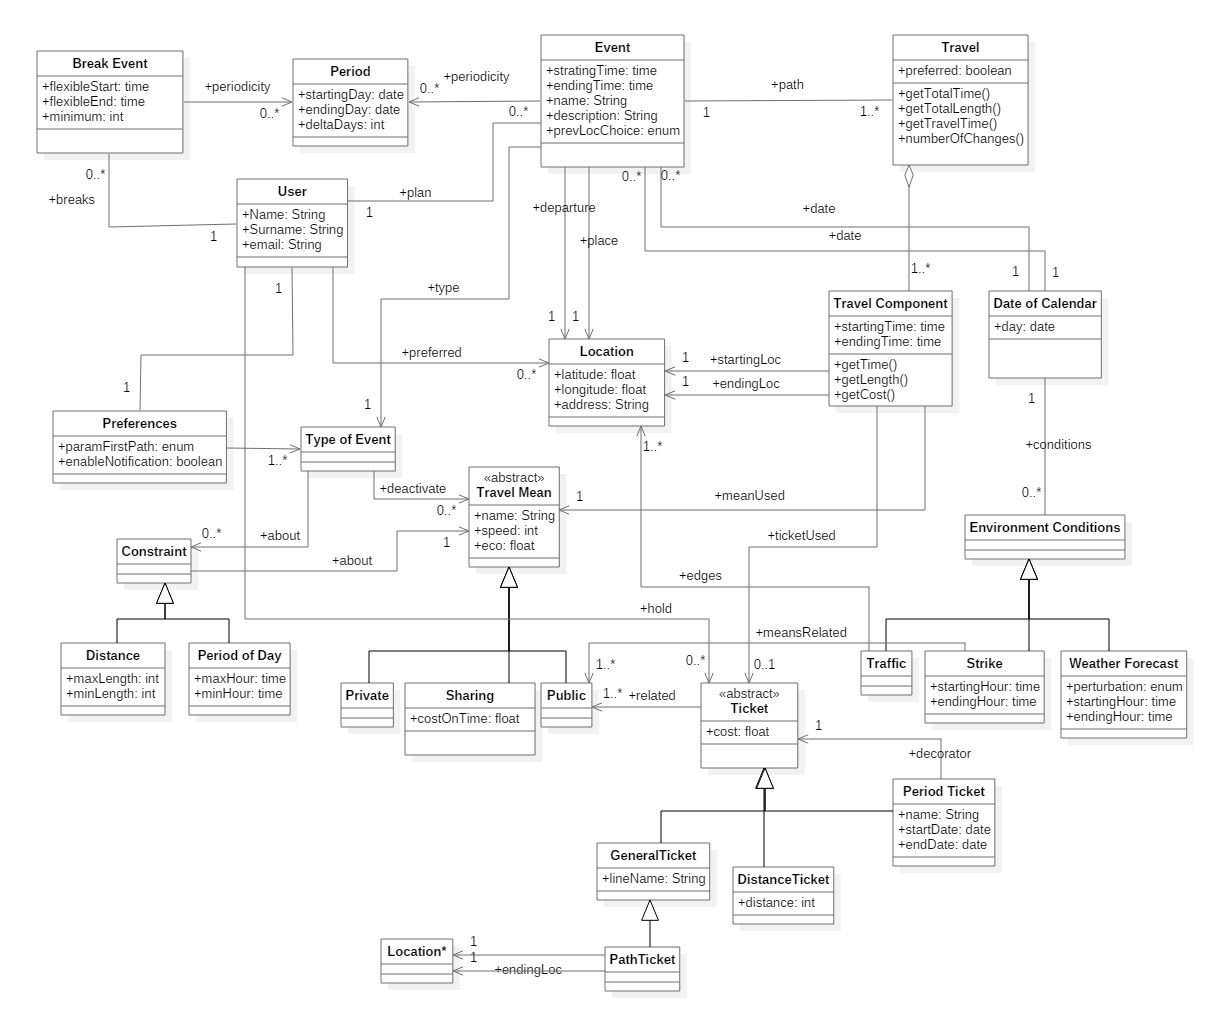 Break Event
+flexibleStart: time
+flexibleEnd: time
+minimum: int
+periodicity
0..*
Period
+startingDay: date
+endingDay: date
+deltaDays: int
+periodicity
0..*
Event
+stratingTime: time
+endingTime: time
+name: String
+description: String
+prevLocChoice: enum
0..*
+path
1
1..*
Travel
+preferred: boolean
+getTotalTime()
+getTotalLength()
+getTravelTime()
+numberOfChanges()
0..*
+breaks
1
User
+Name: String
+Surname: String
+email: String
+plan
1
0..*
0..*
+departure
+place
+date
+date
1..*
1
1
1
+type
1
1
Travel Component
+startingTime: time
+endingTime: time
+getTime()
+getLength()
+getCost()
Date of Calendar
+day: date
Location
+latitude: float
+longitude: float
+address: String
+preferred
0..*
1
+startingLoc
1
+endingLoc
1
1
1
Preferences
+paramFirstPath: enum
+enableNotification: boolean
1..*
Type of Event
1..*
+conditions
0..*
+deactivate
0..*
«abstract»
Travel Mean
+name: String
+speed: int
+eco: float
1
+meanUsed
+ticketUsed
Environment Conditions
0..*
+about
Constraint
+about
1
+edges
+hold
+meansRelated
Distance
+maxLength: int
+minLength: int
Period of Day
+maxHour: time
+minHour: time
Private
Sharing
+costOnTime: float
Public
1..*
1..*
+related
0..*
0..1
«abstract»
Ticket
+cost: float
Traffic
Strike
+startingHour: time
+endingHour: time
Weather Forecast
+perturbation: enum
+startingHour: time
+endingHour: time
1
+decorator
Period Ticket
+name: String
+startDate: date
+endDate: date
GeneralTicket
+lineName: String
DistanceTicket
+distance: int
Location*
1
1
+endingLoc
PathTicket